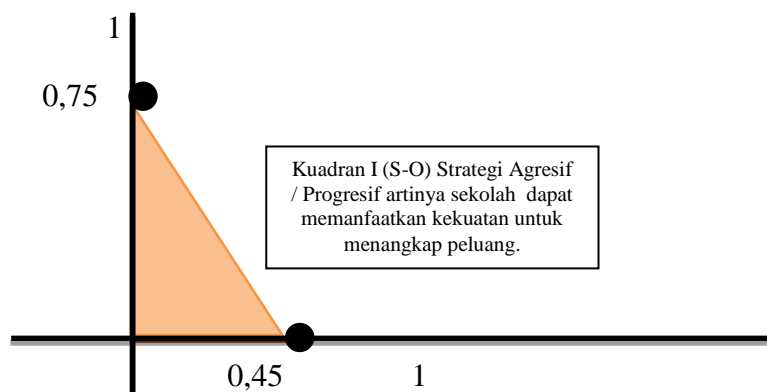 1
0,75
Kuadran I (S-O) Strategi Agresif
/ Progresif artinya sekolah dapat
memanfaatkan kekuatan untuk
menangkap peluang.
0,45
1